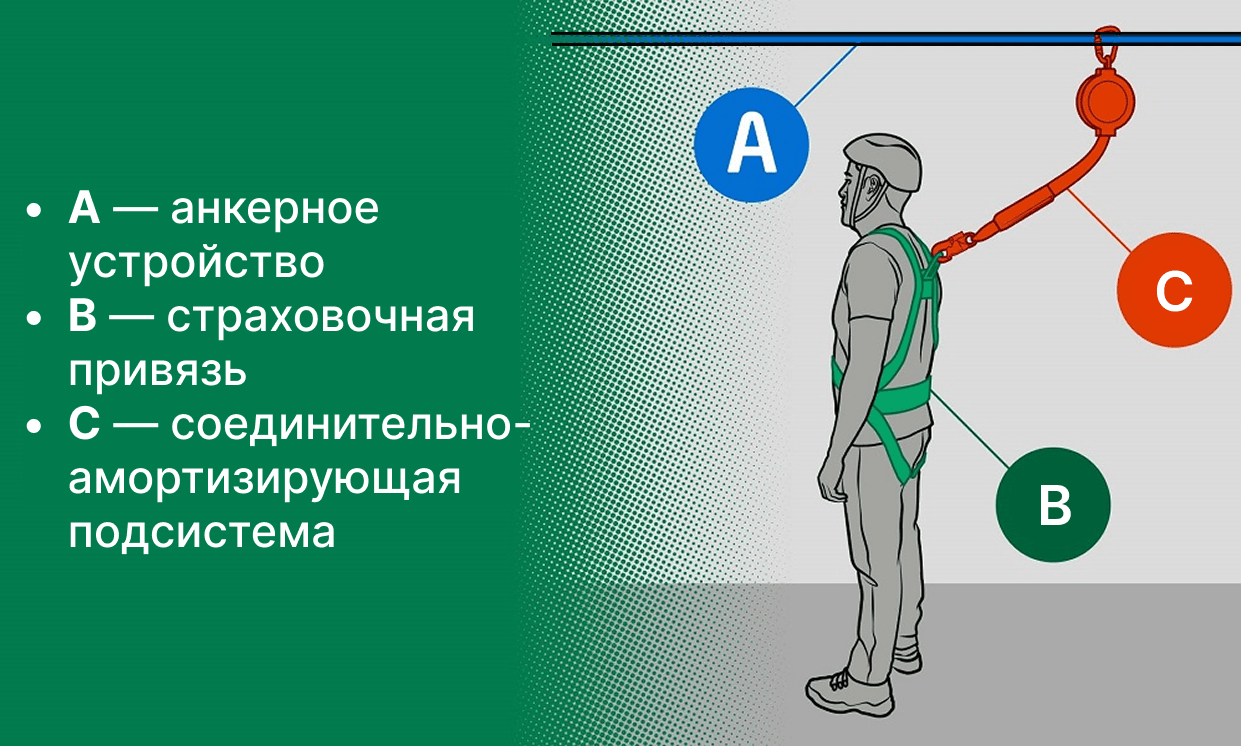 • A — анкерное
устройство
• B — страховочная
привязь
• C — соединительно-
амортизирующая
подсистема
A
C
B